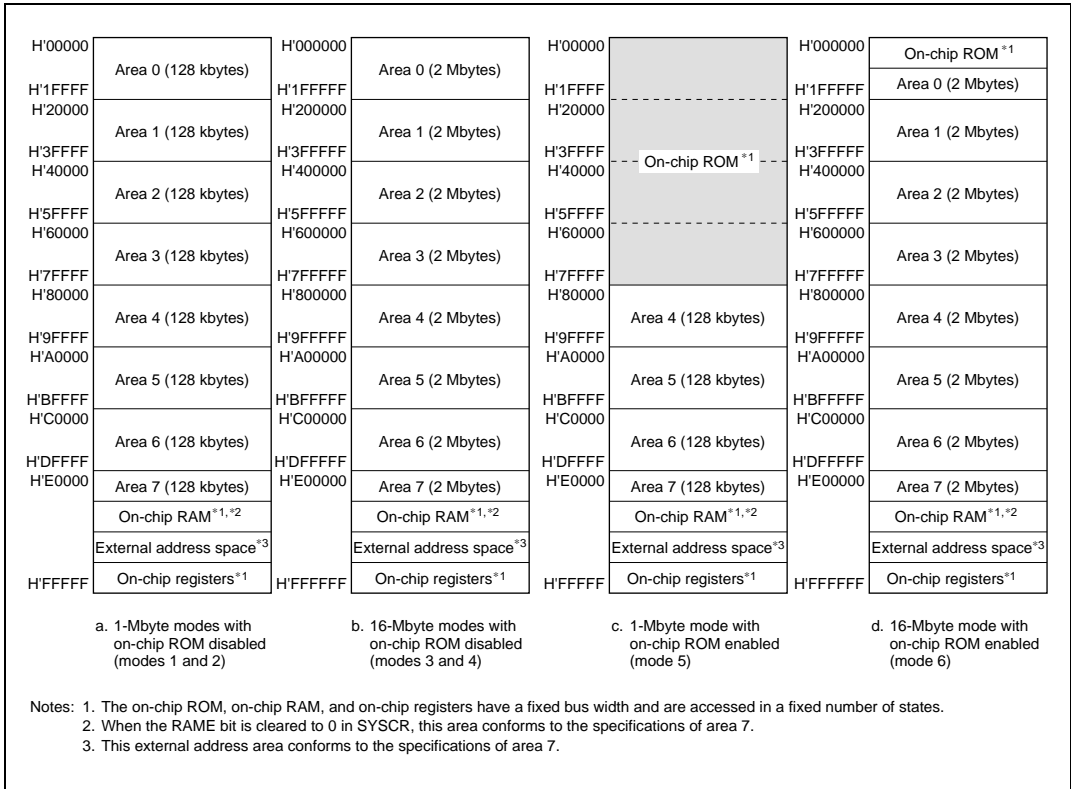 H'00000
Area 0 (128 kbytes)
H'1FFFF
H'20000
Area 1 (128 kbytes)
H'3FFFF
H'40000
Area 2 (128 kbytes)
H'5FFFF
H'60000
Area 3 (128 kbytes)
H'7FFFF
H'80000
Area 4 (128 kbytes)
H'9FFFF
H'A0000
Area 5 (128 kbytes)
H'BFFFF
H'C0000
Area 6 (128 kbytes)
H'DFFFF
H'E0000
Area 7 (128 kbytes)
On-chip RAM*1,*2
External address space*3
On-chip registers*1
H'FFFFF
a. 1-Mbyte modes with
on-chip ROM disabled
(modes 1 and 2)
H'000000
Area 0 (2 Mbytes)
H'1FFFFF
H'200000
Area 1 (2 Mbytes)
H'3FFFFF
H'400000
Area 2 (2 Mbytes)
H'5FFFFF
H'600000
Area 3 (2 Mbytes)
H'7FFFFF
H'800000
Area 4 (2 Mbytes)
H'9FFFFF
H'A00000
Area 5 (2 Mbytes)
H'BFFFFF
H'C00000
Area 6 (2 Mbytes)
H'DFFFFF
H'E00000
Area 7 (2 Mbytes)
On-chip RAM*1,*2
External address space*3
On-chip registers*1
H'FFFFFF
b. 16-Mbyte modes with
on-chip ROM disabled
(modes 3 and 4)
H'00000
H'1FFFF
H'20000
H'3FFFF
On-chip ROM *1
H'40000
H'5FFFF
H'60000
H'7FFFF
H'80000
Area 4 (128 kbytes)
H'9FFFF
H'A0000
Area 5 (128 kbytes)
H'BFFFF
H'C0000
Area 6 (128 kbytes)
H'DFFFF
H'E0000
Area 7 (128 kbytes)
On-chip RAM*1,*2
External address space*3
On-chip registers*1
H'FFFFF
c. 1-Mbyte mode with
on-chip ROM enabled
(mode 5)
H'000000
On-chip ROM *1
Area 0 (2 Mbytes)
H'1FFFFF
H'200000
Area 1 (2 Mbytes)
H'3FFFFF
H'400000
Area 2 (2 Mbytes)
H'5FFFFF
H'600000
Area 3 (2 Mbytes)
H'7FFFFF
H'800000
Area 4 (2 Mbytes)
H'9FFFFF
H'A00000
Area 5 (2 Mbytes)
H'BFFFFF
H'C00000
Area 6 (2 Mbytes)
H'DFFFFF
H'E00000
Area 7 (2 Mbytes)
On-chip RAM*1,*2
External address space*3
On-chip registers*1
H'FFFFFF
d. 16-Mbyte mode with
on-chip ROM enabled
(mode 6)
Notes: 1. The on-chip ROM, on-chip RAM, and on-chip registers have a fixed bus width and are accessed in a fixed number of states.
2. When the RAME bit is cleared to 0 in SYSCR, this area conforms to the specifications of area 7.
3. This external address area conforms to the specifications of area 7.